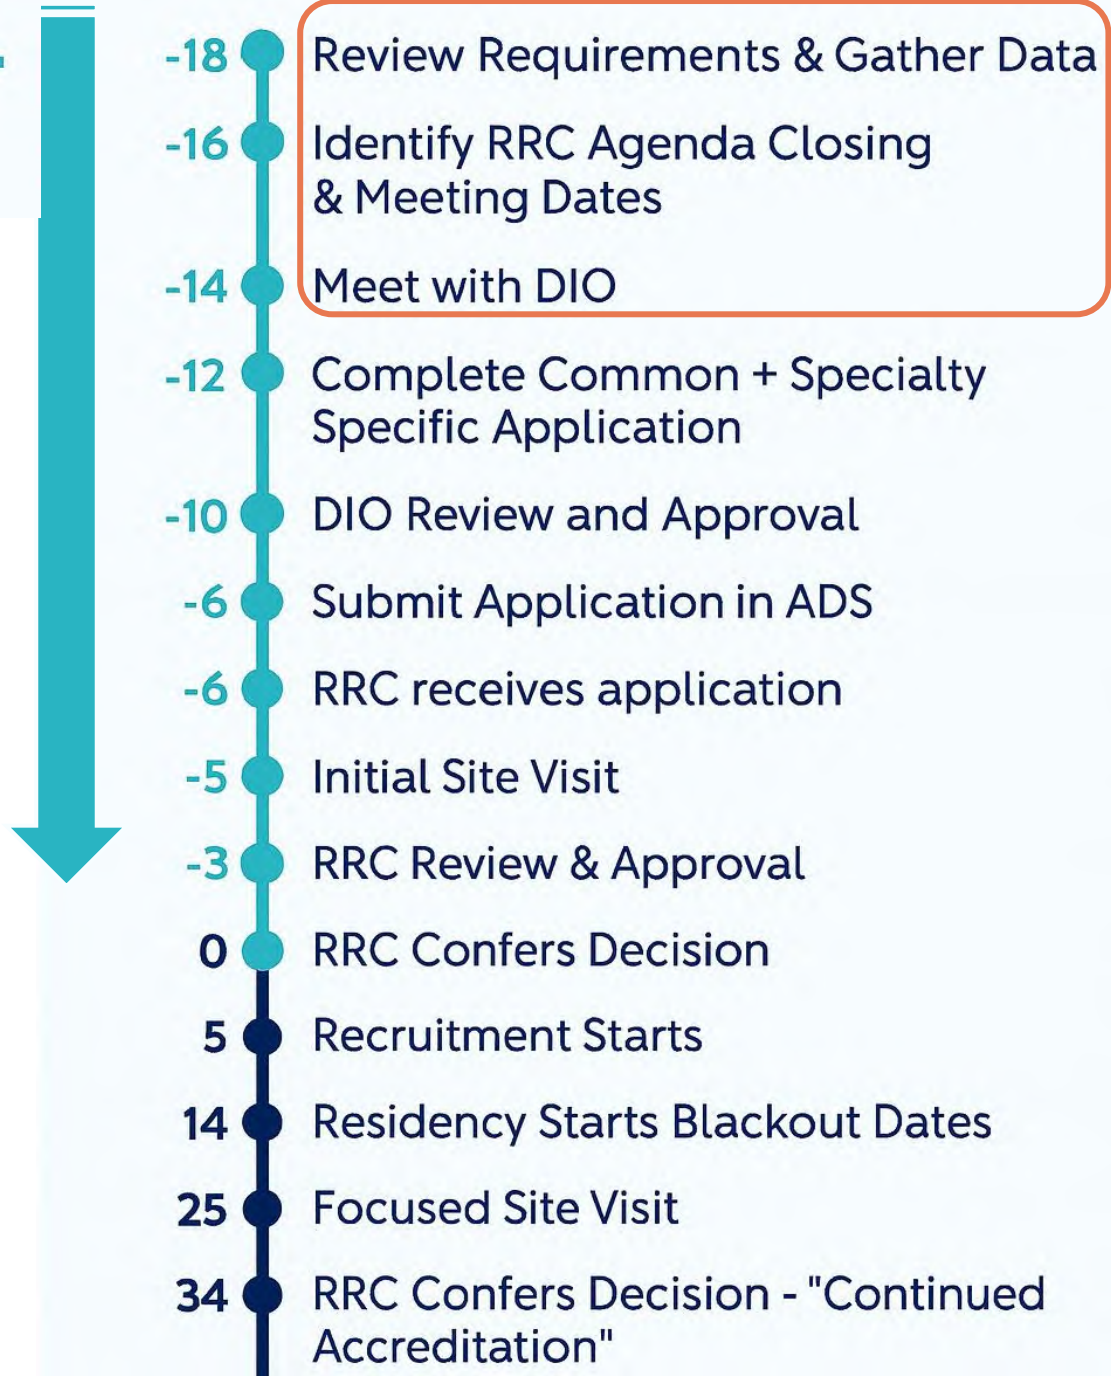 -18 Review Requirements & Gather Data
-16 Identify RRC Agenda Closing
& Meeting Dates
-14 Meet with DIO
-12 Complete Common + Specialty
Specific Application
-10 DIO Review and Approval
-6 Submit Application in ADS
-6 RRC receives application
-5 Initial Site Visit
-3 RRC Review & Approval
0 RRC Confers Decision
5 Recruitment Starts
14 Residency Starts Blackout Dates
25 Focused Site Visit
34 RRC Confers Decision - "Continued
Accreditation"